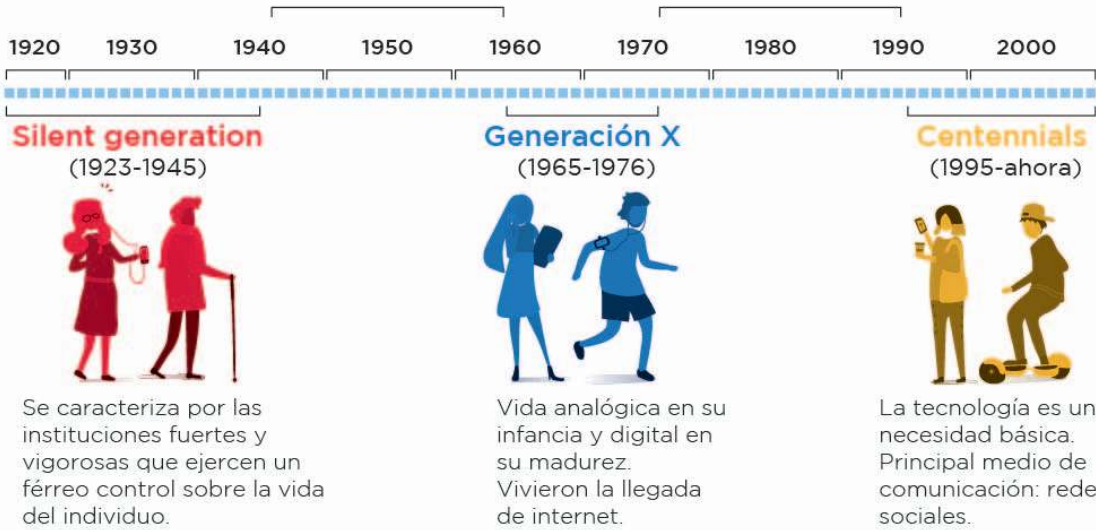 1920 1930 1940 1950 1960 1970 1980 1990 2000
Silent generation
(1923-1945)
Se caracteriza por las
instituciones fuertes y
vigorosas que ejercen un
férreo control sobre la vida
del individuo.
Generación X
(1965-1976)
Vida analógica en su
infancia y digital en
su madurez.
Vivieron la llegada
de internet.
Centennials
(1995-ahora)
La tecnología es un
necesidad básica.
Principal medio de
comunicación: rede
sociales.